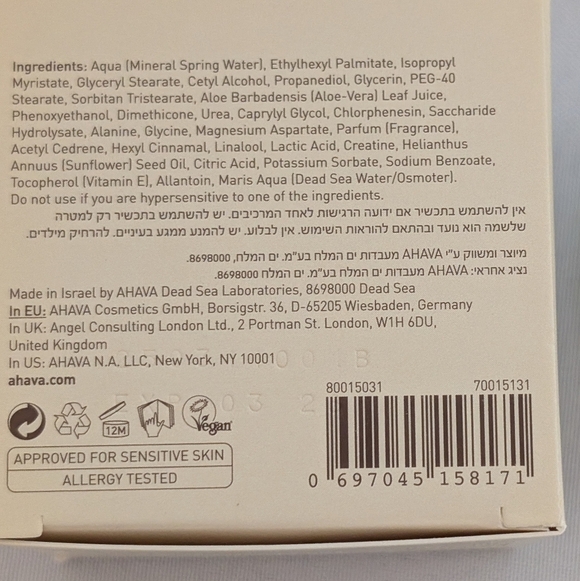 Ingredients: Aqua (Mineral Spring Water), Ethylhexyl Palmitate, Isopropyl
Myristate, Glyceryl Stearate, Cetyl Alcohol, Propanediol, Glycerin, PEG-40
Stearate, Sorbitan Tristearate, Aloe Barbadensis (Aloe-Vera) Leaf Juice,
Phenoxyethanol, Dimethicone, Urea, Caprylyl Glycol, Chlorphenesin, Saccharide
Hydrolysate, Alanine, Glycine, Magnesium Aspartate, Parfum (Fragrance),
Acetyl Cedrene, Hexyl Cinnamal, Linalool, Lactic Acid, Creatine, Helianthus
Annuus (Sunflower) Seed Oil, Citric Acid, Potassium Sorbate, Sodium Benzoate,
Tocopherol (Vitamin E), Allantoin, Maris Aqua (Dead Sea Water/Osmoter).
Do not use if you are hypersensitive to one of the ingredients.
אין להשתמש בתכשיר אם ידועה הרגישות לאחד המרכיבים. יש להשתמש בתכשיר רק למטרה
שלשמה הוא נועד ובהתאם להוראות השימוש. אין לבלוע. יש להמנע ממגע בעיניים. להרחיק מילדים.
מיוצר ומשווק ע"י AHAVA מעבדות ים המלח בע"מ. ים המלח, 8698000.
נציג אחראי: AHAVA מעבדות ים המלח בע"מ. ים המלח 8698000.
Made in Israel by AHAVA Dead Sea Laboratories, 8698000 Dead Sea
In EU: AHAVA Cosmetics GmbH, Borsigstr. 36, D-65205 Wiesbaden, Germany
In UK: Angel Consulting London Ltd., 2 Portman St. London, W1H 6DU,
United Kingdom
In US: AHAVA N.A. LLC, New York, NY 10001
ahava.com
12M
Vegan
APPROVED FOR SENSITIVE SKIN
ALLERGY TESTED
80015031 70015131
0 697045 158171